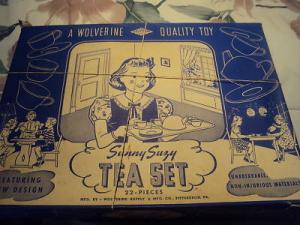 A WOLVERINE QUALITY TOY
Sunny Suzy
TEA SET
22-PIECES
MFD. BY - WOLVERINE SUPPLY & MFG. CO., PITTSBURGH, PA.
FEATURING
NEW DESIGN
UNBREAKABLE
NON-INJURIOUS MATERIALS